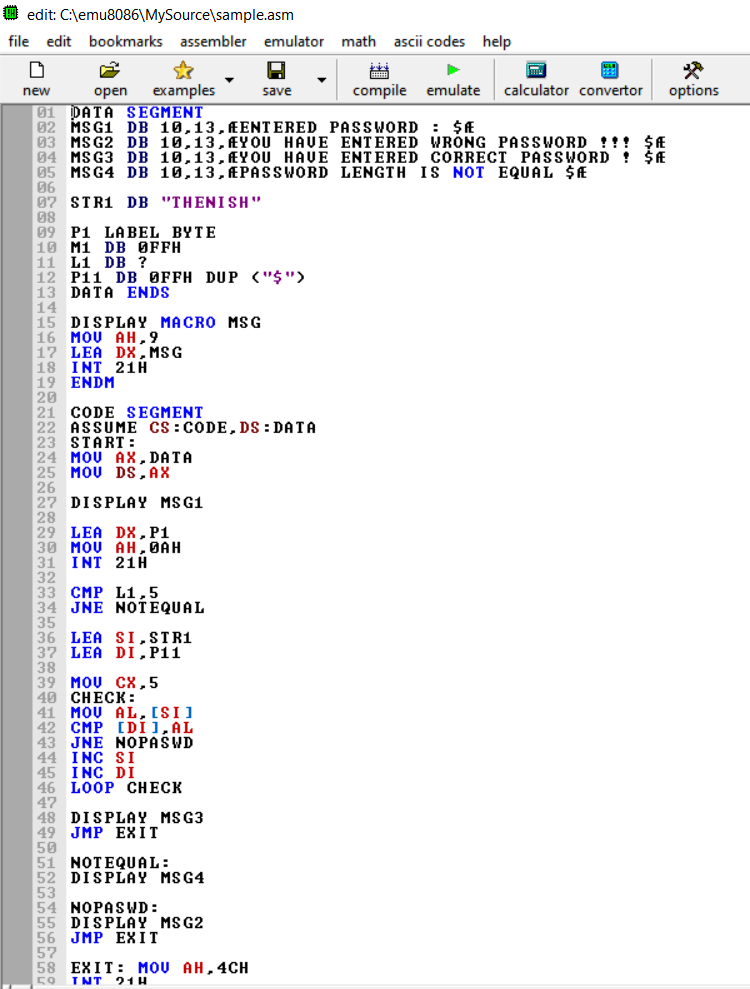 edit: C:\emu8086\MySource\sample.asm
file edit bookmarks assembler emulator math ascii codes help
new open examples save compile emulate calculator convertor options
01 DATA SEGMENT
02 MSG1 DB 10,13,ÆENTERED PASSWORD : $Æ
03 MSG2 DB 10,13,ÆYOU HAVE ENTERED WRONG PASSWORD !!! $Æ
04 MSG3 DB 10,13,ÆYOU HAVE ENTERED CORRECT PASSWORD ! $Æ
05 MSG4 DB 10,13,ÆPASSWORD LENGTH IS NOT EQUAL $Æ
06
07 STR1 DB "THENISH"
08
09 P1 LABEL BYTE
10 M1 DB 0FFH
11 L1 DB ?
12 P11 DB 0FFH DUP ("$")
13 DATA ENDS
14
15 DISPLAY MACRO MSG
16 MOV AH,9
17 LEA DX,MSG
18 INT 21H
19 ENDM
20
21 CODE SEGMENT
22 ASSUME CS:CODE,DS:DATA
23 START:
24 MOV AX,DATA
25 MOV DS,AX
26
27 DISPLAY MSG1
28
29 LEA DX,P1
30 MOV AH,0AH
31 INT 21H
32
33 CMP L1,5
34 JNE NOTEQUAL
35
36 LEA SI,STR1
37 LEA DI,P11
38
39 MOV CX,5
40 CHECK:
41 MOV AL,[SI]
42 CMP [DI],AL
43 JNE NOPASWD
44 INC SI
45 INC DI
46 LOOP CHECK
47
48 DISPLAY MSG3
49 JMP EXIT
50
51 NOTEQUAL:
52 DISPLAY MSG4
53
54 NOPASWD:
55 DISPLAY MSG2
56 JMP EXIT
57
58 EXIT: MOV AH,4CH
59 INT 21H